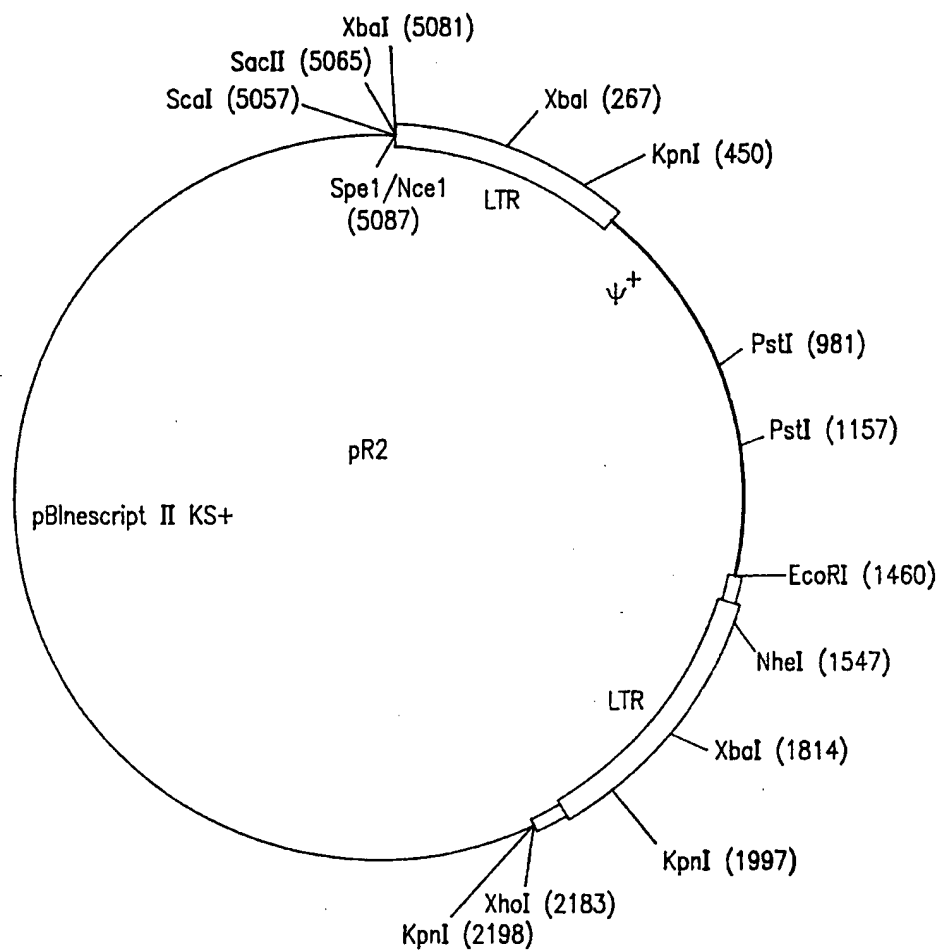 XbaI (5081)
SacII (5065)
ScaI (5057)
XbaI (267)
KpnI (450)
Spe1/Nce1
(5087)
LTR
ψ+
PstI (981)
PstI (1157)
pR2
pBlnescript II KS+
EcoRI (1460)
NheI (1547)
LTR
XbaI (1814)
KpnI (1997)
XhoI (2183)
KpnI (2198)